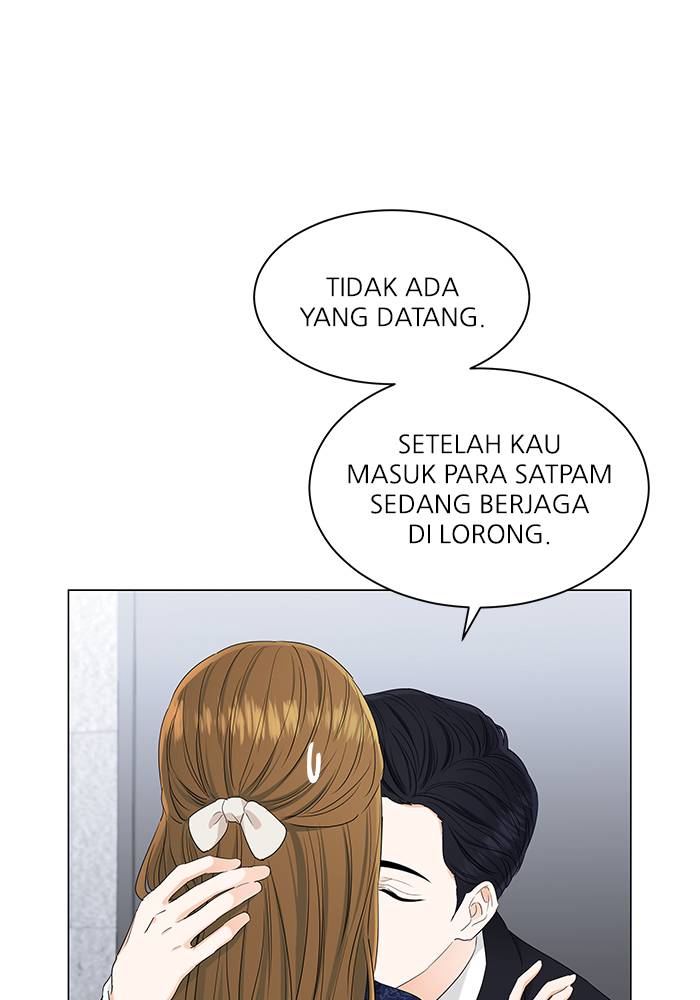 TIDAK ADA
YANG DATANG.
SETELAH KAU
MASUK PARA SATPAM
SEDANG BERJAGA
DI LORONG.